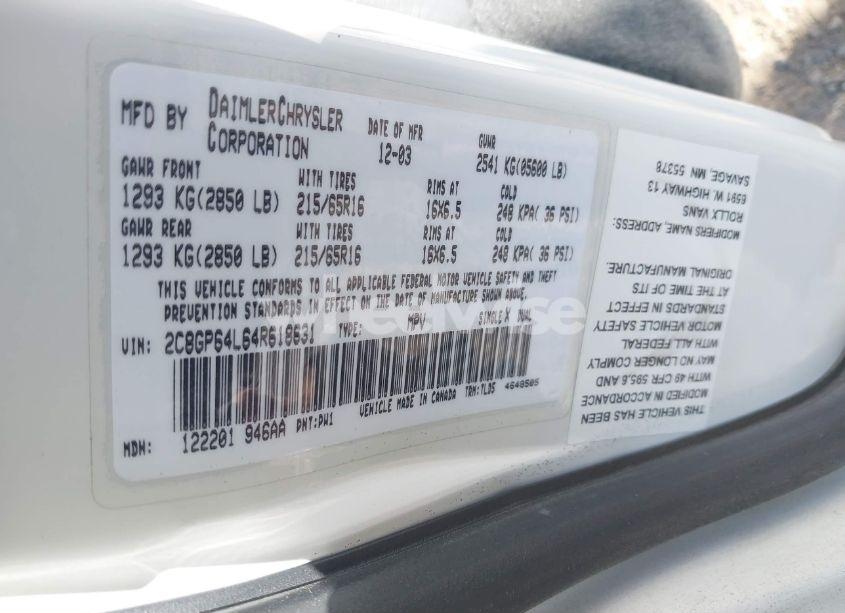 MFD BY DAIMLERCHRYSLER CORPORATION DATE OF MFR 12-03 GVWR 2541 KG(05600 LB)
GAWR FRONT WITH TIRES RIMS AT COLD
1293 KG(2850 LB) 215/65R16 16X6.5 248 KPA( 36 PSI)
GAWR REAR WITH TIRES RIMS AT COLD
1293 KG(2850 LB) 215/65R16 16X6.5 248 KPA( 36 PSI)
THIS VEHICLE CONFORMS TO ALL APPLICABLE FEDERAL MOTOR VEHICLE SAFETY AND THEFT
PREVENTION STANDARDS IN EFFECT ON THE DATE OF MANUFACTURE SHOWN ABOVE.
VIN: 2C8GP64L64R618631 TYPE: MPV SINGLE X DUAL
VEHICLE MADE IN CANADA TRM:TLD5 4648505
MDH: 122201 946AA PNT:PW1
THIS VEHICLE HAS BEEN
MODIFIED IN ACCORDANCE
WITH 49 CFR 595.6 AND
MAY NO LONGER COMPLY
WITH ALL FEDERAL
MOTOR VEHICLE SAFETY
STANDARDS IN EFFECT
AT THE TIME OF ITS
ORIGINAL MANUFACTURE.
MODIFIERS NAME, ADDRESS:
ROLLX VANS
6591 W. HIGHWAY 13
SAVAGE, MN 55378